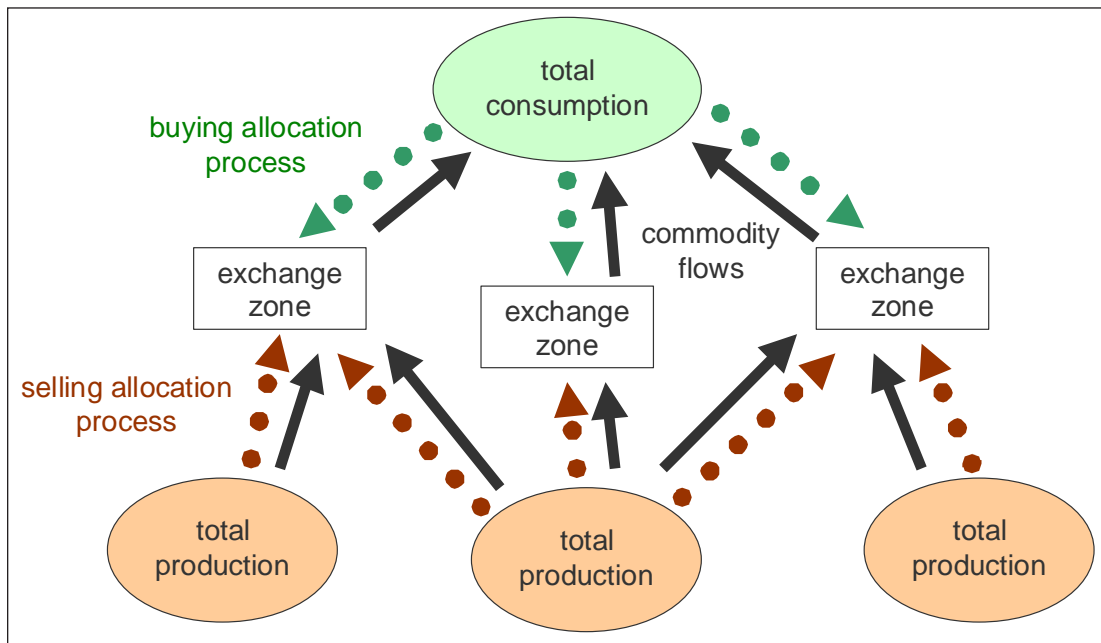 total
consumption
buying allocation
process
commodity
flows
exchange
zone
exchange
zone
exchange
zone
selling allocation
process
total
production
total
production
total
production